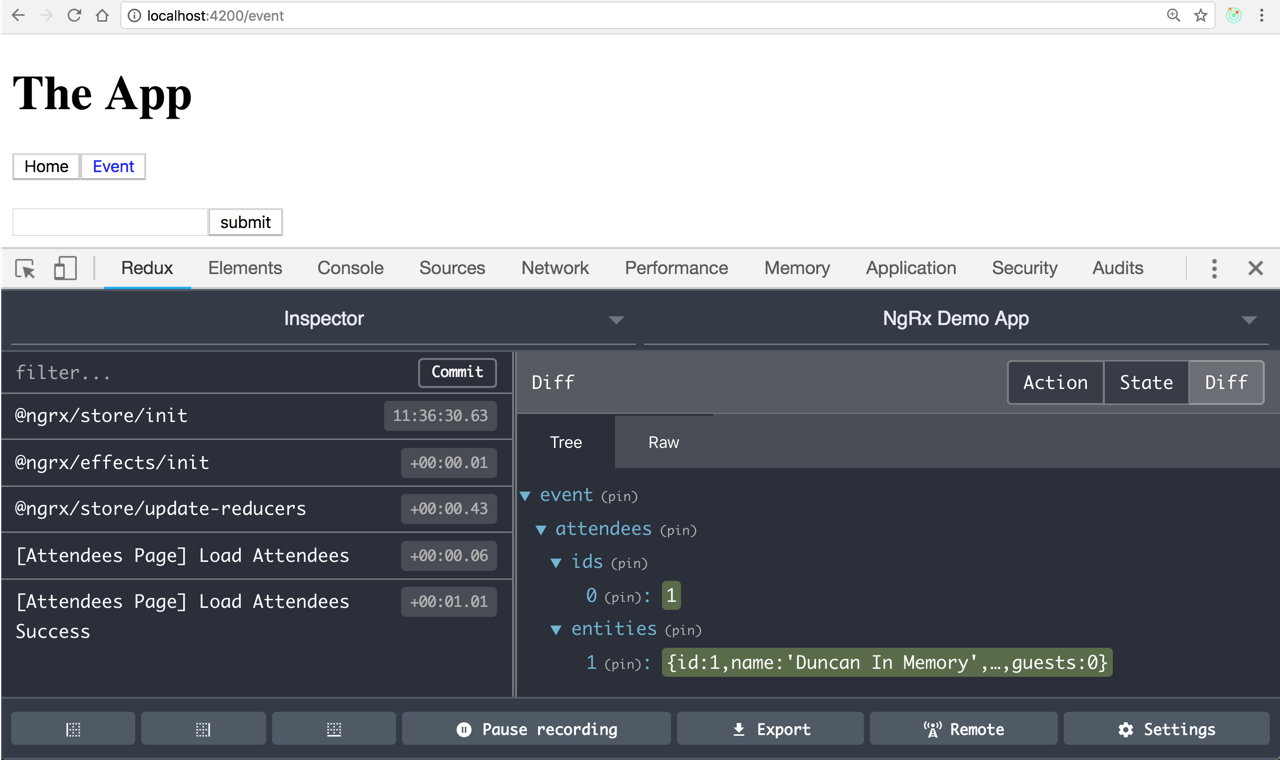 localhost:4200/event
The App
Home Event
submit
Redux Elements Console Sources Network Performance Memory Application Security Audits
Inspector NgRx Demo App
filter... Commit
Diff Action State Diff
@ngrx/store/init 11:36:30.63
Tree Raw
@ngrx/effects/init +00:00.01
@ngrx/store/update-reducers +00:00.43
[Attendees Page] Load Attendees +00:00.06
[Attendees Page] Load Attendees +00:01.01
Success
event (pin)
attendees (pin)
ids (pin)
0 (pin): 1
entities (pin)
1 (pin): {id:1,name:'Duncan In Memory',…,guests:0}
Pause recording Export Remote Settings